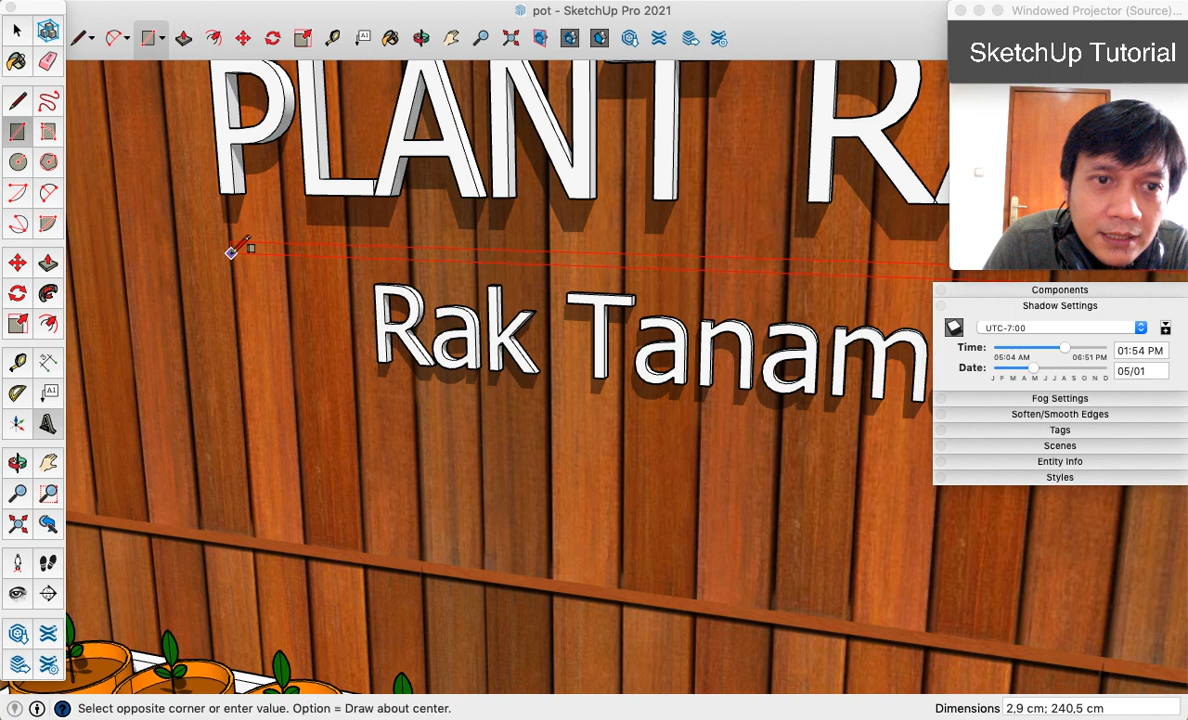 pot - SketchUp Pro 2021
Windowed Projector (Source)...
SketchUp Tutorial
PLANT RA
Rak Tanam
Components
Shadow Settings
UTC-7:00
Time: 01:54 PM
05:04 AM 06:51 PM
Date: 05/01
J F M A M J J A S O N D
Fog Settings
Soften/Smooth Edges
Tags
Scenes
Entity Info
Styles
Select opposite corner or enter value. Option = Draw about center.
Dimensions 2,9 cm; 240,5 cm